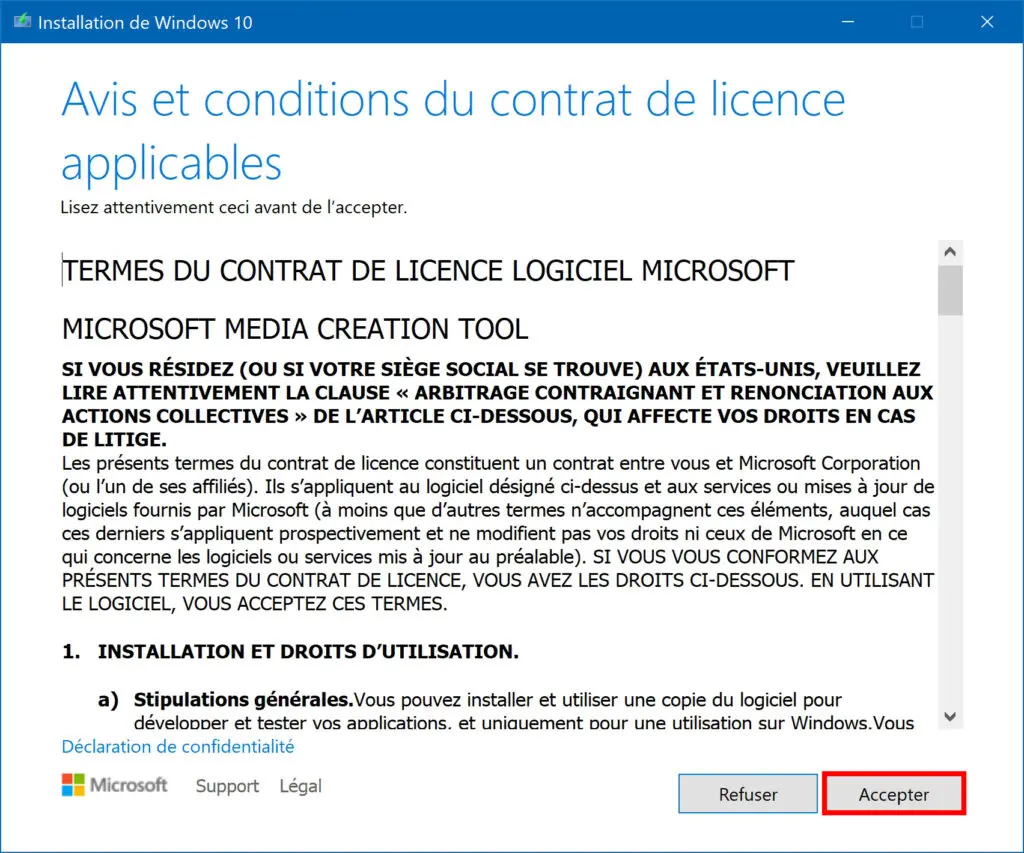 Installation de Windows 10
Avis et conditions du contrat de licence
applicables
Lisez attentivement ceci avant de l'accepter.
TERMES DU CONTRAT DE LICENCE LOGICIEL MICROSOFT
MICROSOFT MEDIA CREATION TOOL
SI VOUS RÉSIDEZ (OU SI VOTRE SIÈGE SOCIAL SE TROUVE) AUX ÉTATS-UNIS, VEUILLEZ
LIRE ATTENTIVEMENT LA CLAUSE « ARBITRAGE CONTRAIGNANT ET RENONCIATION AUX
ACTIONS COLLECTIVES » DE L'ARTICLE CI-DESSOUS, QUI AFFECTE VOS DROITS EN CAS
DE LITIGE.
Les présents termes du contrat de licence constituent un contrat entre vous et Microsoft Corporation
(ou l'un de ses affiliés). Ils s'appliquent au logiciel désigné ci-dessus et aux services ou mises à jour de
logiciels fournis par Microsoft (à moins que d'autres termes n'accompagnent ces éléments, auquel cas
ces derniers s'appliquent prospectivement et ne modifient pas vos droits ni ceux de Microsoft en ce
qui concerne les logiciels ou services mis à jour au préalable). SI VOUS VOUS CONFORMEZ AUX
PRÉSENTS TERMES DU CONTRAT DE LICENCE, VOUS AVEZ LES DROITS CI-DESSOUS. EN UTILISANT
LE LOGICIEL, VOUS ACCEPTEZ CES TERMES.
1. INSTALLATION ET DROITS D'UTILISATION.
a) Stipulations générales.Vous pouvez installer et utiliser une copie du logiciel pour
développer et tester vos applications, et uniquement pour une utilisation sur Windows.Vous
Déclaration de confidentialité
Microsoft Support Légal
Refuser Accepter